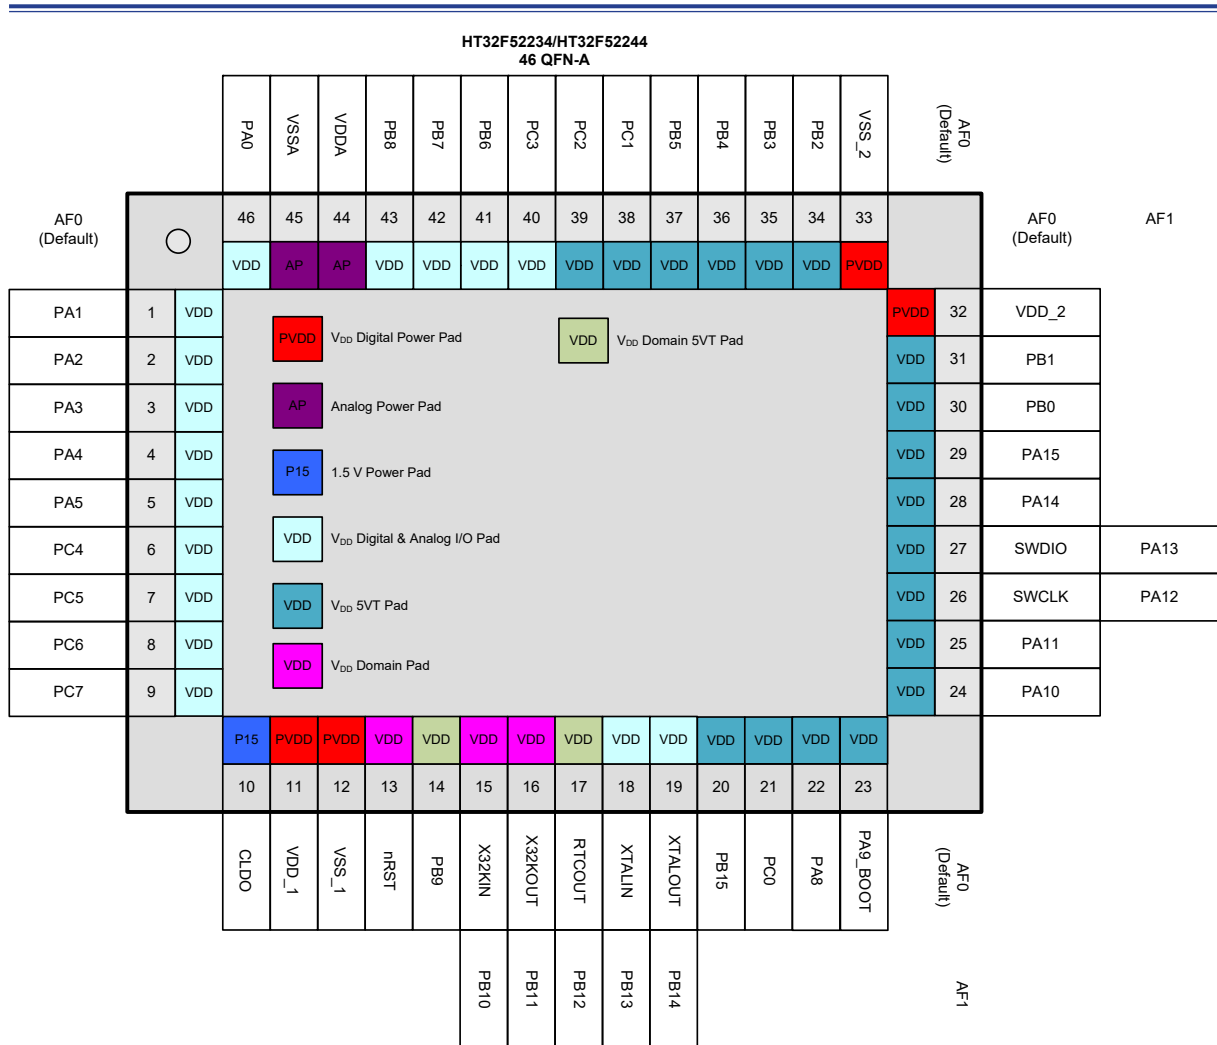 HT32F52234/HT32F52244
46 QFN-A
PA0 VSSA VDDA PB8 PB7 PB6 PC3 PC2 PC1 PB5 PB4 PB3 PB2 VSS_2 AF0 (Default)
AF0 (Default) 46 45 44 43 42 41 40 39 38 37 36 35 34 33 AF0 (Default) AF1
VDD AP AP VDD VDD VDD VDD VDD VDD VDD VDD VDD VDD PVDD
PA1 1 VDD PVDD 32 VDD_2
PA2 2 VDD VDD 31 PB1
PA3 3 VDD VDD 30 PB0
PA4 4 VDD VDD 29 PA15
PA5 5 VDD VDD 28 PA14
PC4 6 VDD VDD 27 SWDIO PA13
PC5 7 VDD VDD 26 SWCLK PA12
PC6 8 VDD VDD 25 PA11
PC7 9 VDD VDD 24 PA10
PVDD VDD Digital Power Pad
VDD VDD Domain 5VT Pad
AP Analog Power Pad
P15 1.5 V Power Pad
VDD VDD Digital & Analog I/O Pad
VDD VDD 5VT Pad
VDD VDD Domain Pad
P15 PVDD PVDD VDD VDD VDD VDD VDD VDD VDD VDD VDD VDD VDD
10 11 12 13 14 15 16 17 18 19 20 21 22 23
CLDO VDD_1 VSS_1 nRST PB9 X32KIN X32KOUT RTCOUT XTALIN XTALOUT PB15 PC0 PA8 PA9_BOOT AF0 (Default)
PB10 PB11 PB12 PB13 PB14 AF1